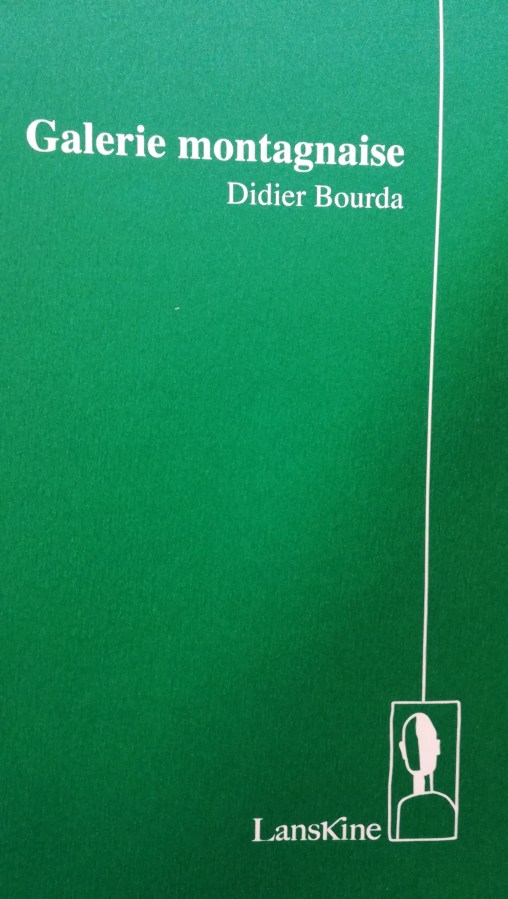 Galerie montagnaise
Didier Bourda
LansKine